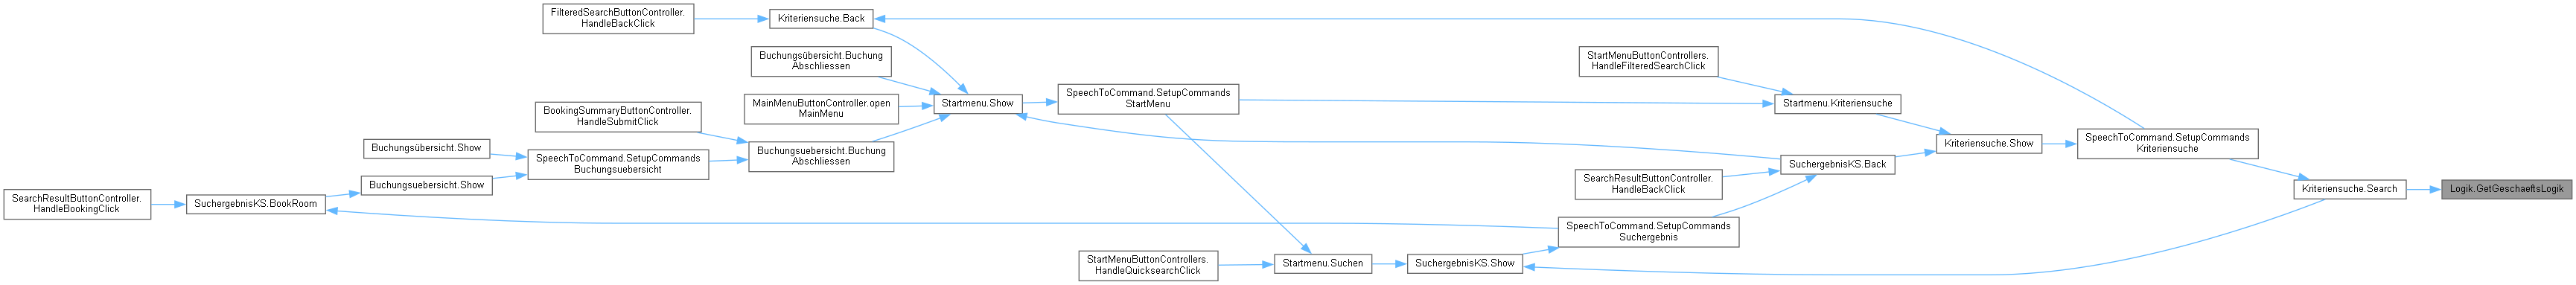 FilteredSearchButtonController.
HandleBackClick
Kriteriensuche.Back
Buchungsübersicht.Buchung
Abschliessen
StartMenuButtonControllers.
HandleFilteredSearchClick
MainMenuButtonController.open
MainMenu
Startmenu.Show
SpeechToCommand.SetupCommands
StartMenu
Startmenu.Kriteriensuche
BookingSummaryButtonController.
HandleSubmitClick
Buchungsübersicht.Show
SpeechToCommand.SetupCommands
Buchungsuebersicht
Buchungsuebersicht.Buchung
Abschliessen
Kriteriensuche.Show
SpeechToCommand.SetupCommands
Kriteriensuche
SuchergebnisKS.Back
SearchResultButtonController.
HandleBackClick
Buchungsuebersicht.Show
SearchResultButtonController.
HandleBookingClick
SuchergebnisKS.BookRoom
Kriteriensuche.Search
Logik.GetGeschaeftsLogik
SpeechToCommand.SetupCommands
Suchergebnis
StartMenuButtonControllers.
HandleQuicksearchClick
Startmenu.Suchen
SuchergebnisKS.Show